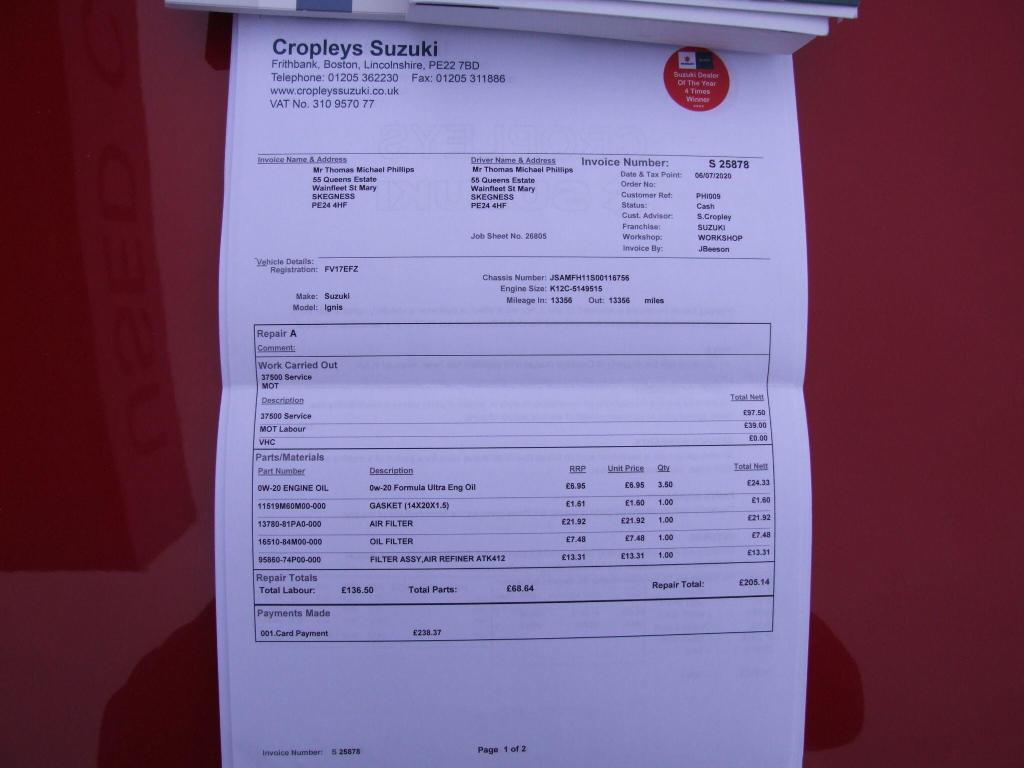 Cropleys Suzuki
Frithbank, Boston, Lincolnshire, PE22 7BD
Telephone: 01205 362230 Fax: 01205 311886
www.cropleyssuzuki.co.uk
VAT No. 310 9570 77
Suzuki Dealer
Of The Year
4 Times
Winner
Invoice Name & Address
Mr Thomas Michael Phillips
55 Queens Estate
Wainfleet St Mary
SKEGNESS
PE24 4HF
Driver Name & Address
Mr Thomas Michael Phillips
55 Queens Estate
Wainfleet St Mary
SKEGNESS
PE24 4HF
Job Sheet No. 26805
Invoice Number: S 25878
Date & Tax Point: 06/07/2020
Order No:
Customer Ref: PHI009
Status: Cash
Cust. Advisor: S.Cropley
Franchise: SUZUKI
Workshop: WORKSHOP
Invoice By: JBeeson
Vehicle Details:
Registration: FV17EFZ
Chassis Number: JSAMFH11S00116756
Engine Size: K12C-5149515
Make: Suzuki
Mileage In: 13356 Out: 13356 miles
Model: Ignis
Repair A
Comment:
Work Carried Out
37500 Service
MOT
Description Total Nett
37500 Service £97.50
MOT Labour £39.00
VHC £0.00
Parts/Materials
Part Number Description RRP Unit Price Qty Total Nett
0W-20 ENGINE OIL 0w-20 Formula Ultra Eng Oil £6.95 £6.95 3.50 £24.33
11519M60M00-000 GASKET (14X20X1.5) £1.61 £1.60 1.00 £1.60
13780-81PA0-000 AIR FILTER £21.92 £21.92 1.00 £21.92
16510-84M00-000 OIL FILTER £7.48 £7.48 1.00 £7.48
95860-74P00-000 FILTER ASSY,AIR REFINER ATK412 £13.31 £13.31 1.00 £13.31
Repair Totals
Total Labour: £136.50 Total Parts: £68.64 Repair Total: £205.14
Payments Made
001.Card Payment £238.37
Invoice Number: S 25878 Page 1 of 2